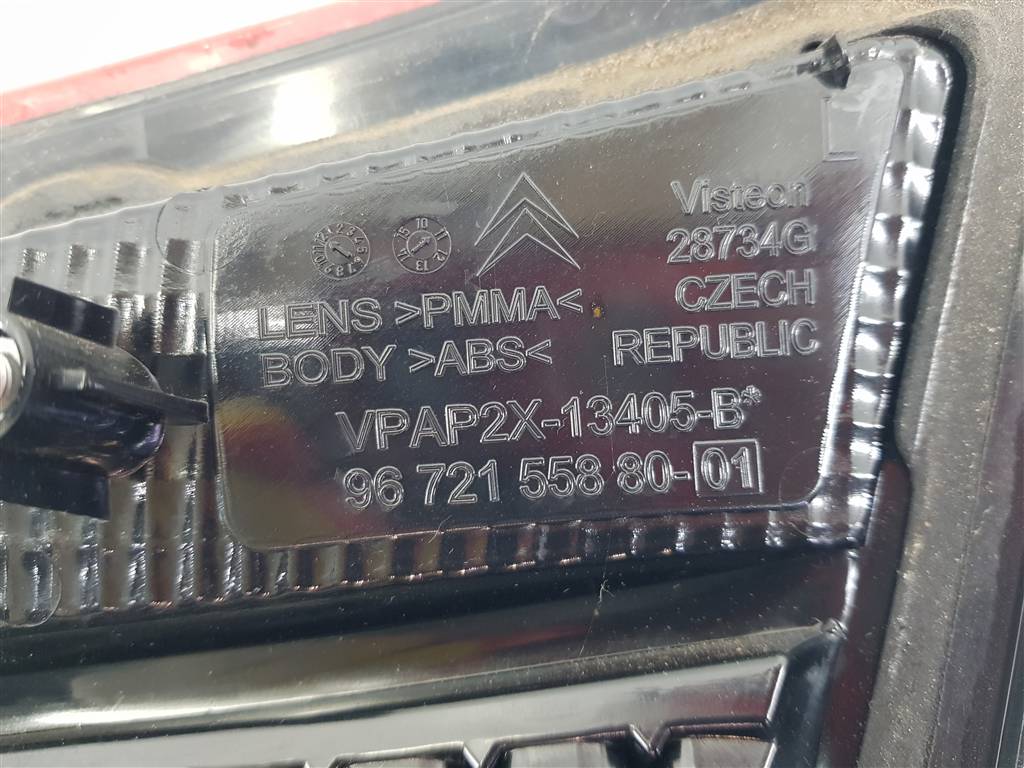 L
Visteon
28734G
CZECH
REPUBLIC
LENS >PMMA<
BODY >ABS<
VPAP2X-13405-B*
96 721 558 80-01